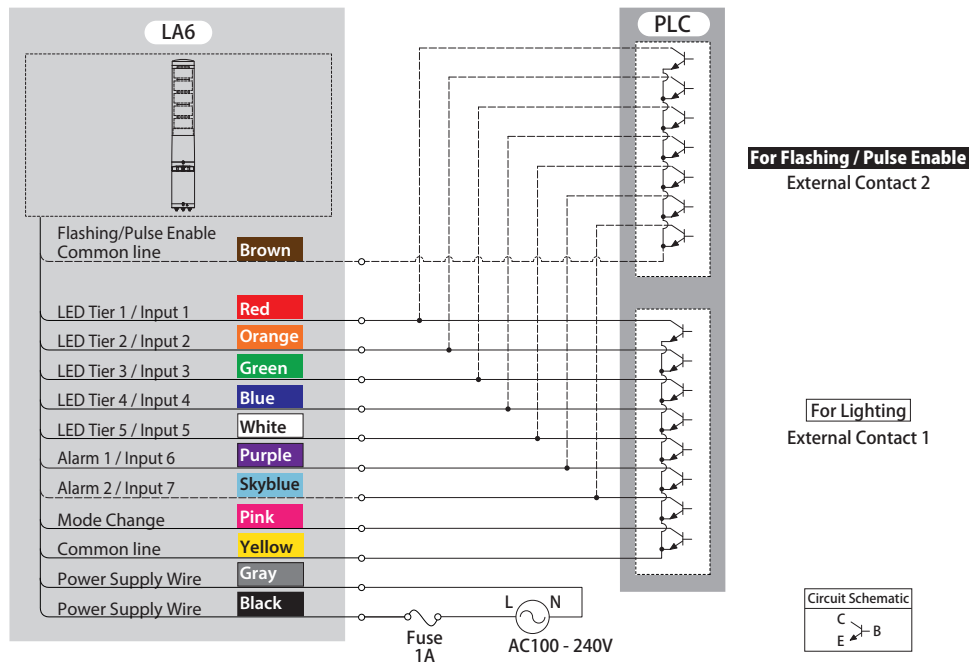 LA6
PLC
For Flashing / Pulse Enable
External Contact 2
Flashing/Pulse Enable
Common line
Brown
LED Tier 1 / Input 1
Red
LED Tier 2 / Input 2
Orange
LED Tier 3 / Input 3
Green
LED Tier 4 / Input 4
Blue
LED Tier 5 / Input 5
White
Alarm 1 / Input 6
Purple
Alarm 2 / Input 7
Skyblue
Mode Change
Pink
Common line
Yellow
Power Supply Wire
Gray
Power Supply Wire
Black
For Lighting
External Contact 1
Fuse
1A
L N
AC100 - 240V
Circuit Schematic
C
B
E